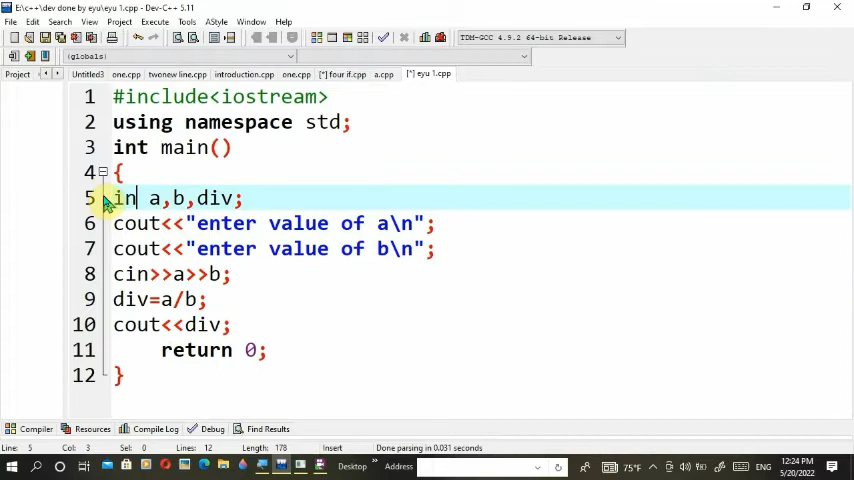 E:\c++\dev done by eyu\eyu 1.cpp - Dev-C++ 5.11
File Edit Search View Project Execute Tools AStyle Window Help
TDM-GCC 4.9.2 64-bit Release
(globals)
Project Untitled3 one.cpp twonew line.cpp introduction.cpp one.cpp [*] four if.cpp a.cpp [*] eyu 1.cpp
1 #include<iostream>
2 using namespace std;
3 int main()
4 {
5 in a,b,div;
6 cout<<"enter value of a\n";
7 cout<<"enter value of b\n";
8 cin>>a>>b;
9 div=a/b;
10 cout<<div;
11 return 0;
12 }
Compiler Resources Compile Log Debug Find Results
Line: 5 Col: 3 Sel: 0 Lines: 12 Length: 178 Insert Done parsing in 0.031 seconds
Desktop Address 75°F ENG 12:24 PM
5/20/2022